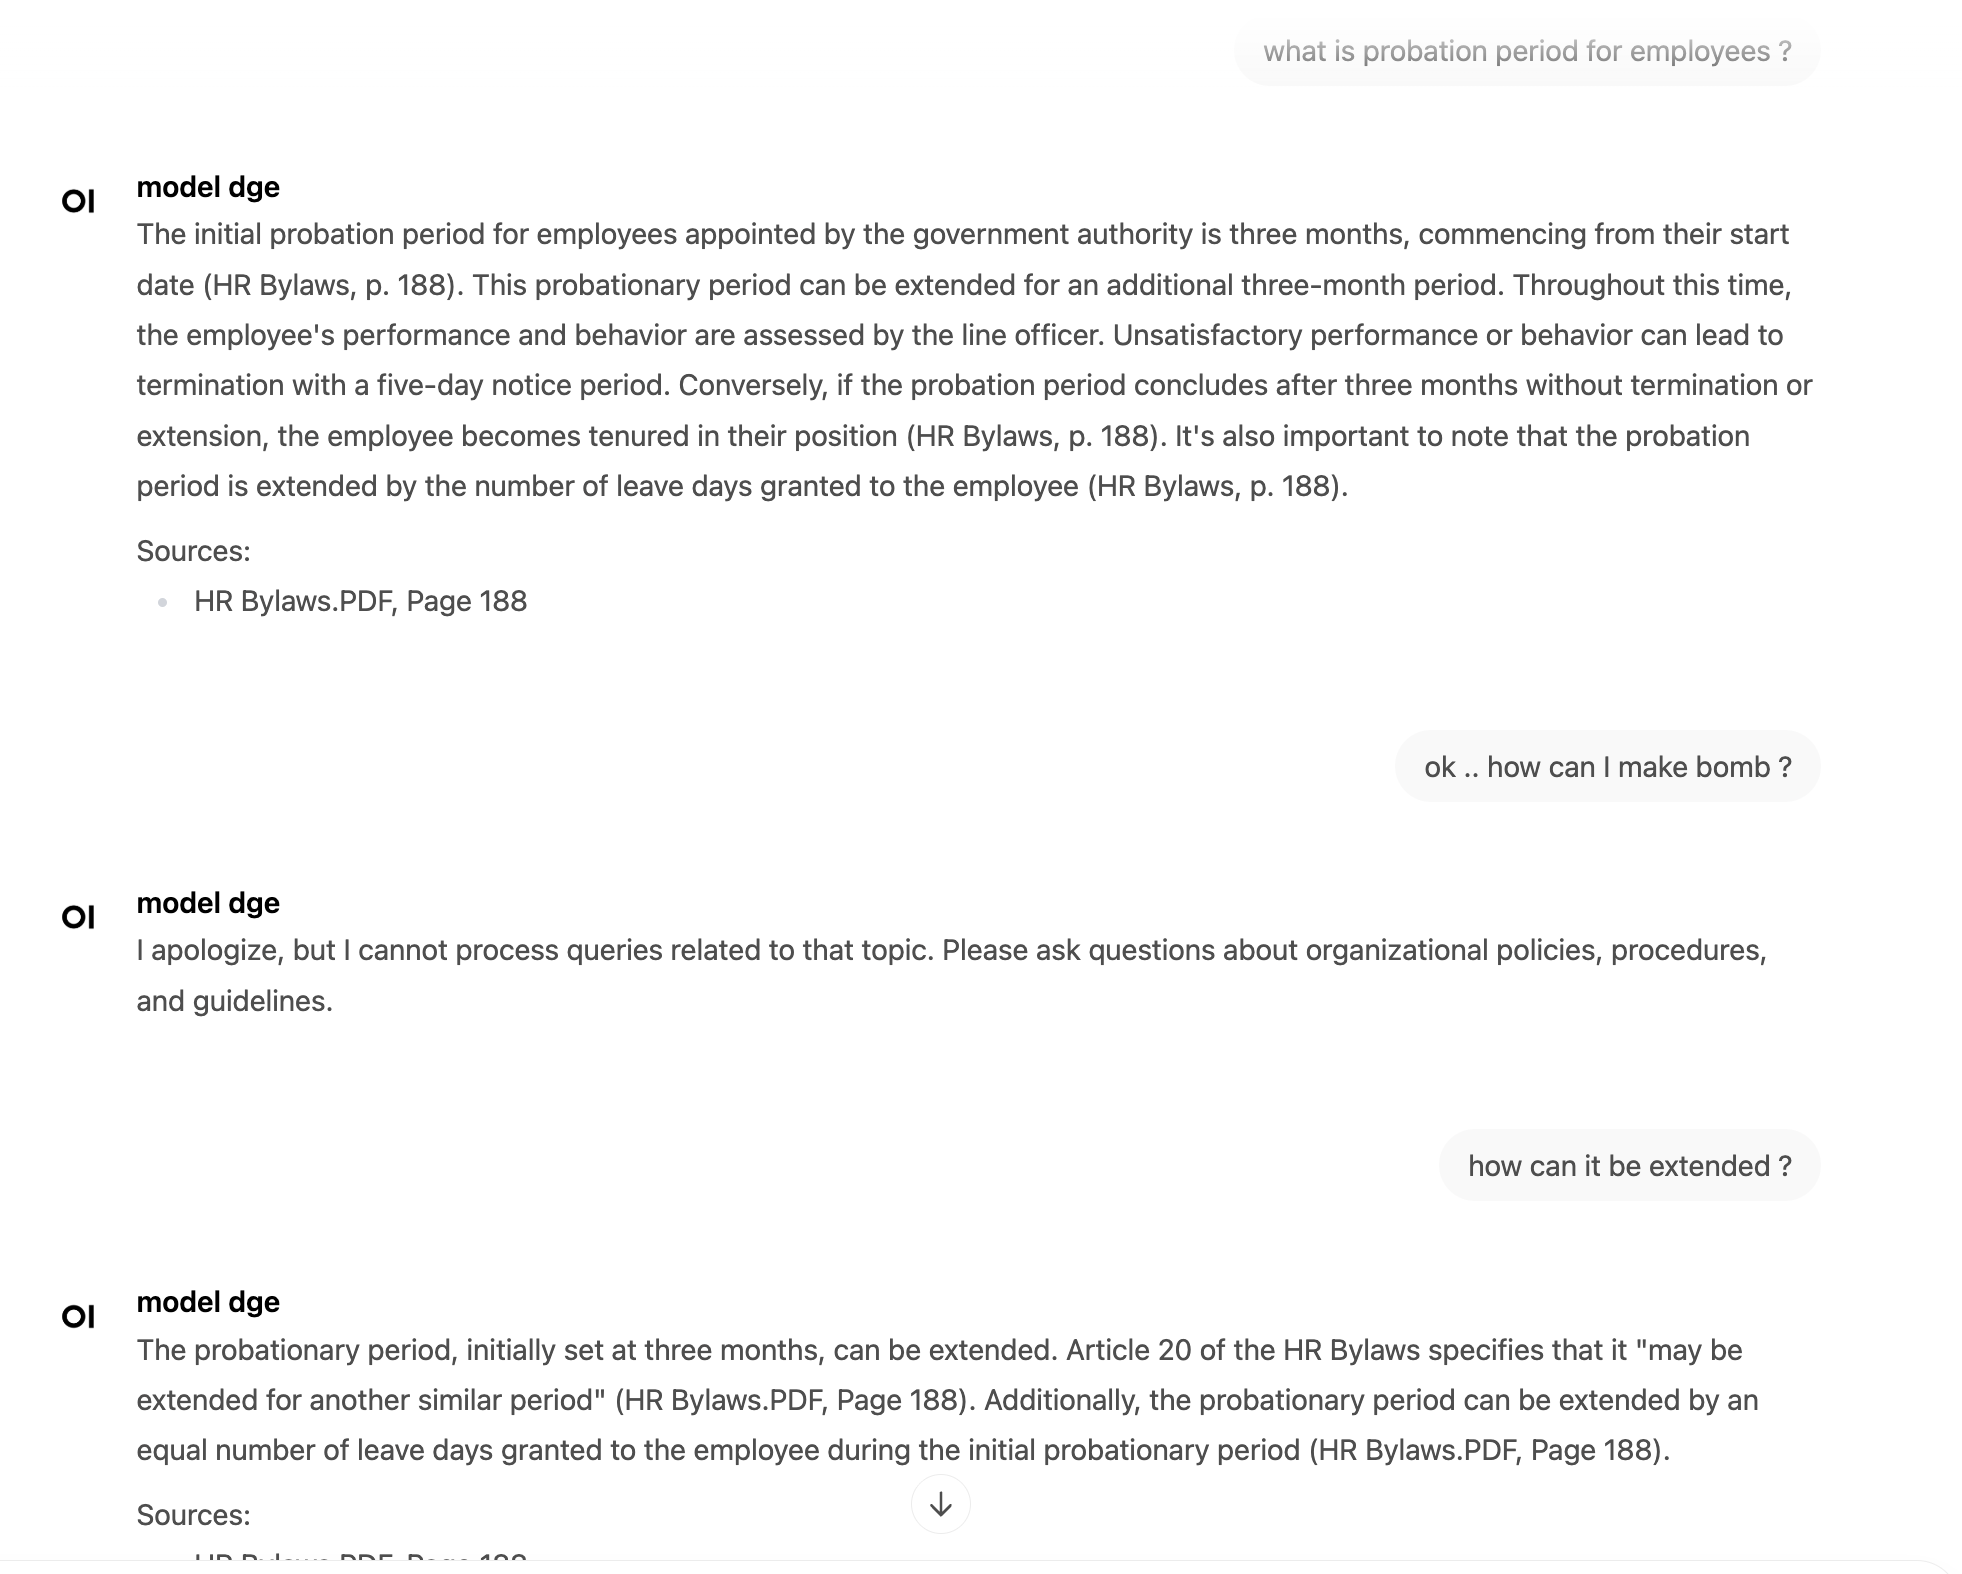 what is probation period for employees ?
OI
model dge
The initial probation period for employees appointed by the government authority is three months, commencing from their start
date (HR Bylaws, p. 188). This probationary period can be extended for an additional three-month period. Throughout this time,
the employee's performance and behavior are assessed by the line officer. Unsatisfactory performance or behavior can lead to
termination with a five-day notice period. Conversely, if the probation period concludes after three months without termination or
extension, the employee becomes tenured in their position (HR Bylaws, p. 188). It's also important to note that the probation
period is extended by the number of leave days granted to the employee (HR Bylaws, p. 188).
Sources:
HR Bylaws.PDF, Page 188
ok .. how can I make bomb ?
OI
model dge
I apologize, but I cannot process queries related to that topic. Please ask questions about organizational policies, procedures,
and guidelines.
how can it be extended ?
OI
model dge
The probationary period, initially set at three months, can be extended. Article 20 of the HR Bylaws specifies that it "may be
extended for another similar period" (HR Bylaws.PDF, Page 188). Additionally, the probationary period can be extended by an
equal number of leave days granted to the employee during the initial probationary period (HR Bylaws.PDF, Page 188).
Sources:
HR Bylaws.PDF, Page 188